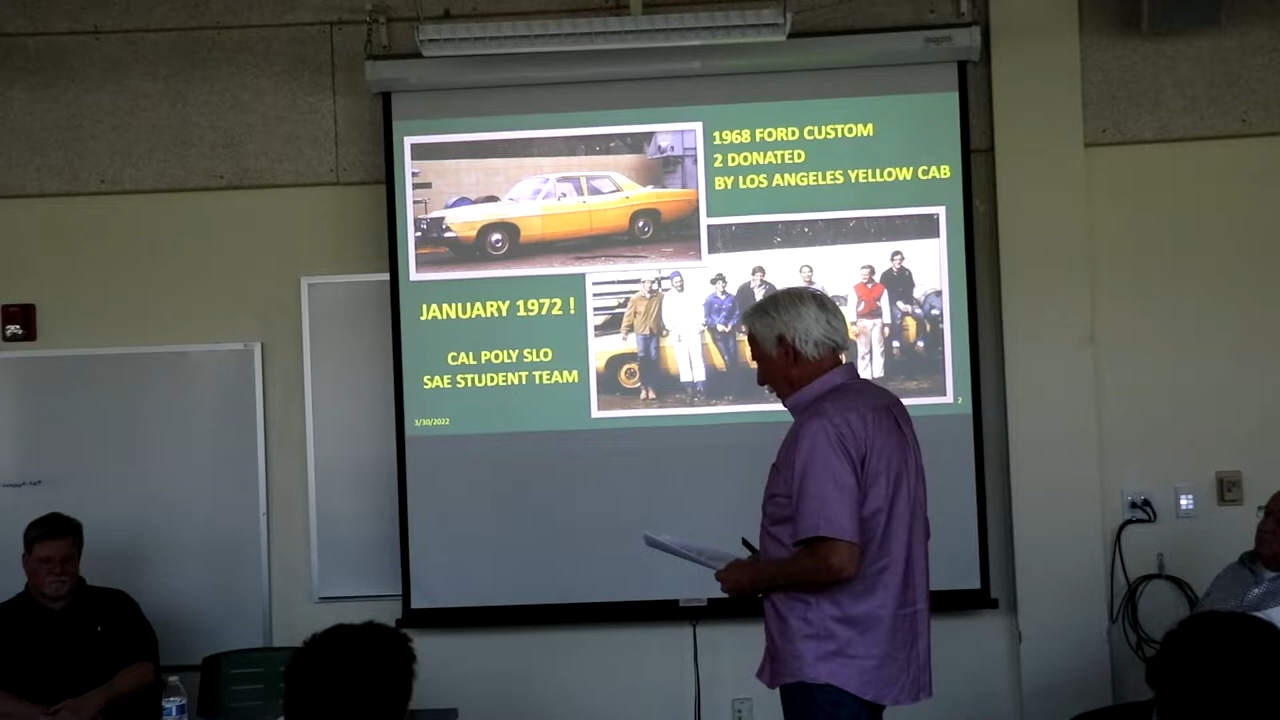 1968 FORD CUSTOM
2 DONATED
BY LOS ANGELES YELLOW CAB
JANUARY 1972 !
CAL POLY SLO
SAE STUDENT TEAM
3/30/2022
2